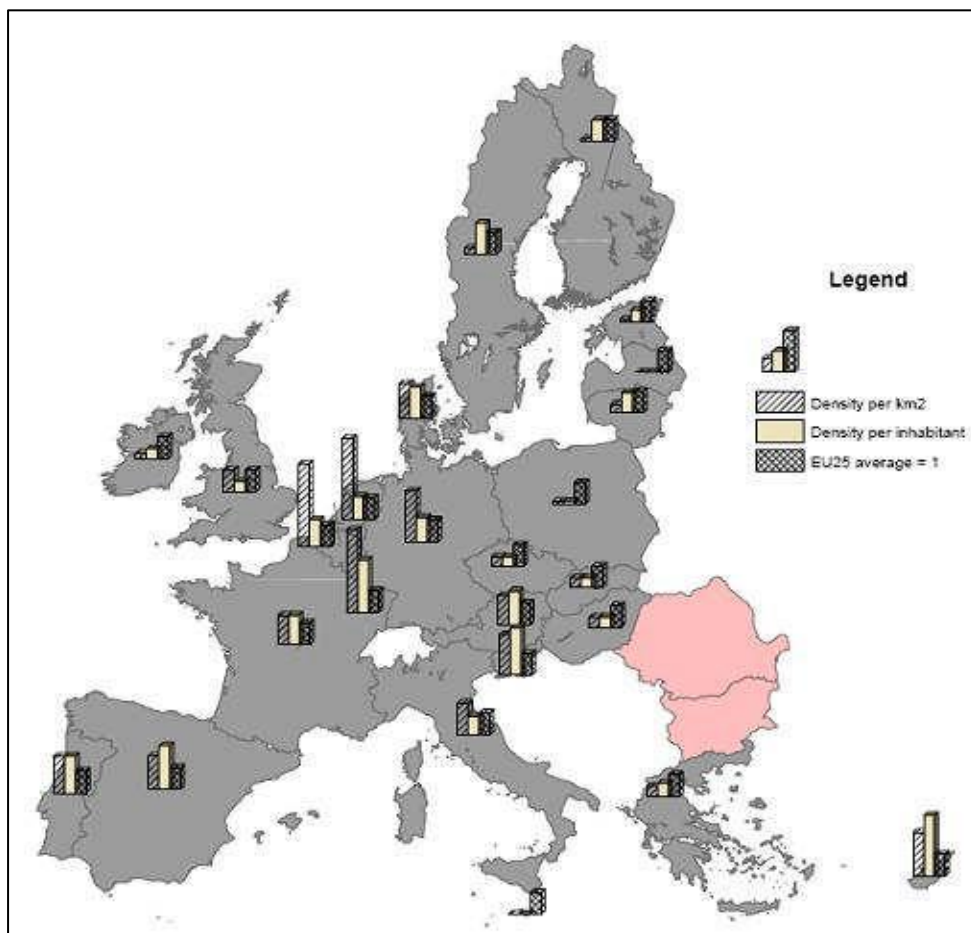 Legend
Density per km2
Density per inhabitant
EU25 average = 1